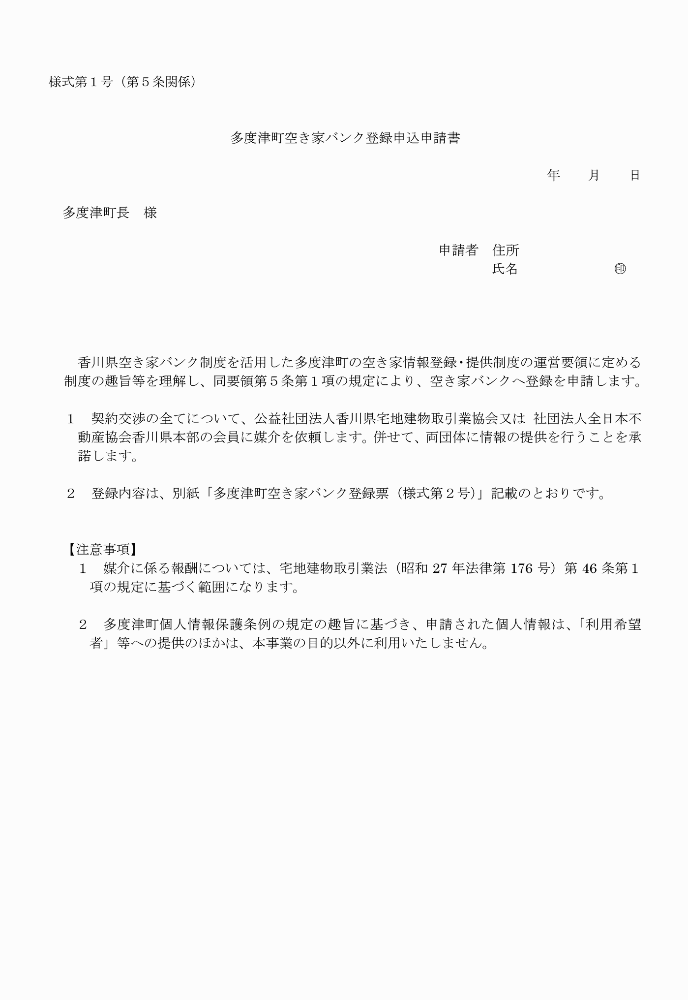 様式第１号（第５条関係）
多度津町空き家バンク登録申込申請書
年　　月　　日
多度津町長　様
申請者　住所
氏名　　　　　　　㊞
香川県空き家バンク制度を活用した多度津町の空き家情報登録・提供制度の運営要領に定める
制度の趣旨等を理解し、同要領第５条第１項の規定により、空き家バンクへ登録を申請します。
１　契約交渉の全てについて、公益社団法人香川県宅地建物取引業協会又は 社団法人全日本不
動産協会香川県本部の会員に媒介を依頼します。併せて、両団体に情報の提供を行うことを承
諾します。
２　登録内容は、別紙「多度津町空き家バンク登録票（様式第２号）」記載のとおりです。
【注意事項】
１　媒介に係る報酬については、宅地建物取引業法（昭和 27 年法律第 176 号）第 46 条第１
項の規定に基づく範囲になります。
２　多度津町個人情報保護条例の規定の趣旨に基づき、申請された個人情報は、「利用希望
者」等への提供のほかは、本事業の目的以外に利用いたしません。